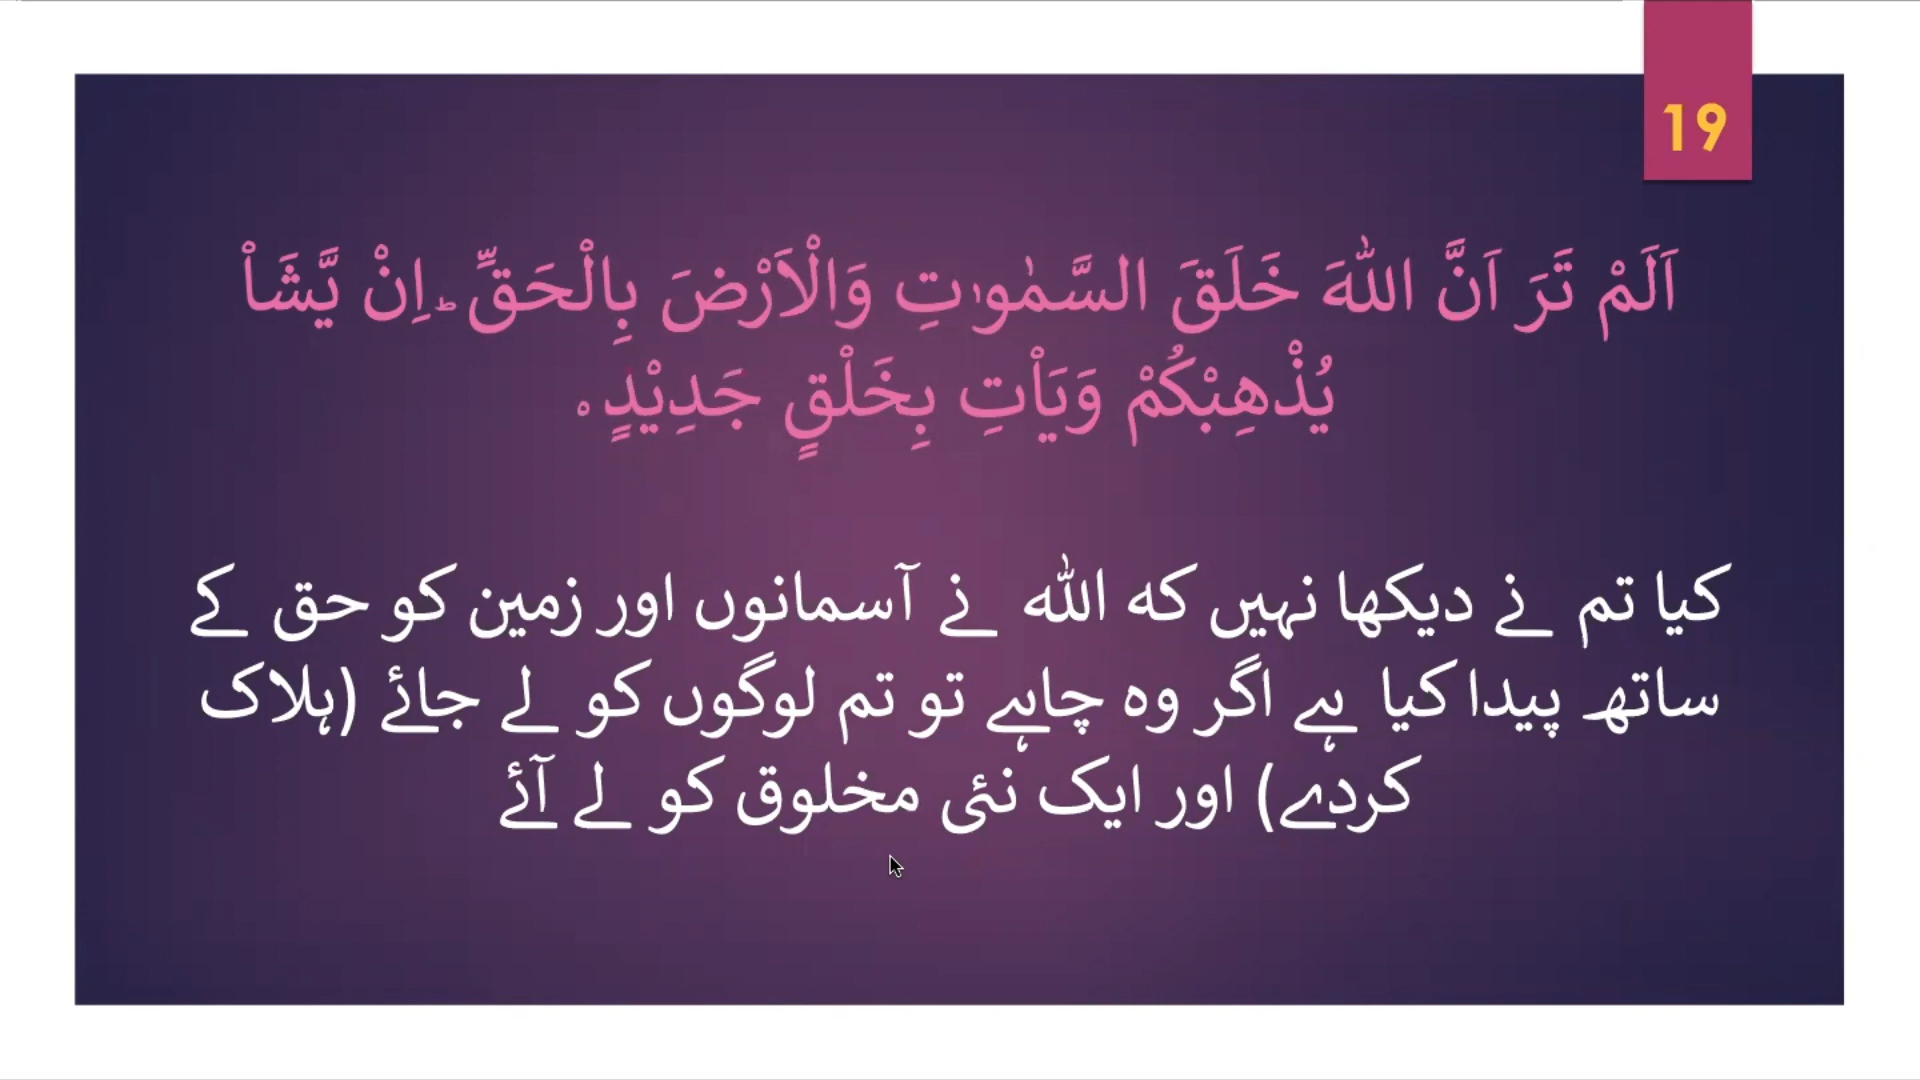 19
اَلَمْ تَرَ اَنَّ اللّٰهَ خَلَقَ السَّمٰوٰتِ وَالْاَرْضَ بِالْحَقِّ ؕ اِنْ يَّشَاْ
يُذْهِبْكُمْ وَيَاْتِ بِخَلْقٍ جَدِيْدٍ ۙ
کیا تم نے دیکھا نہیں کہ اللہ نے آسمانوں اور زمین کو حق کے
ساتھ پیدا کیا ہے اگر وہ چاہے تو تم لوگوں کو لے جائے (ہلاک
کردے) اور ایک نئی مخلوق کو لے آئے